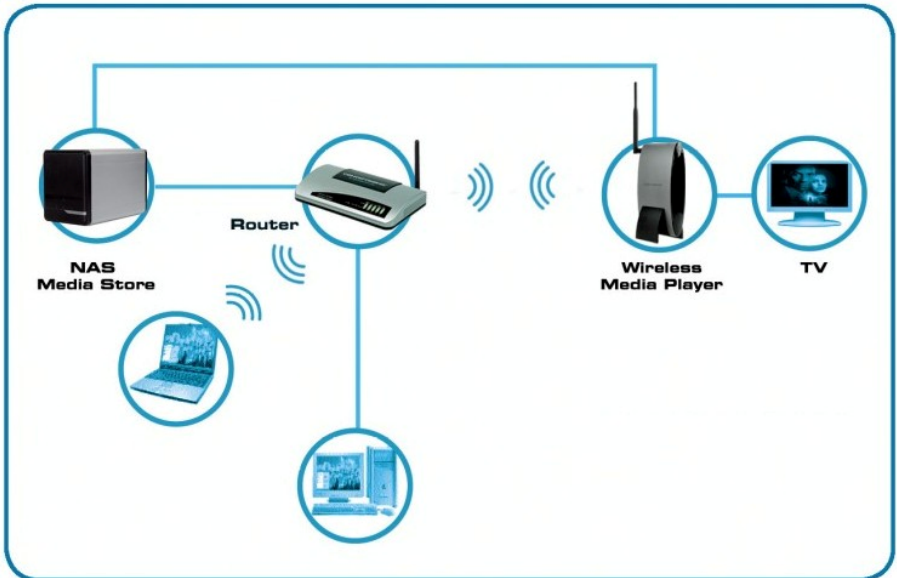 Router
NAS
Media Store
Wireless
Media Player
TV